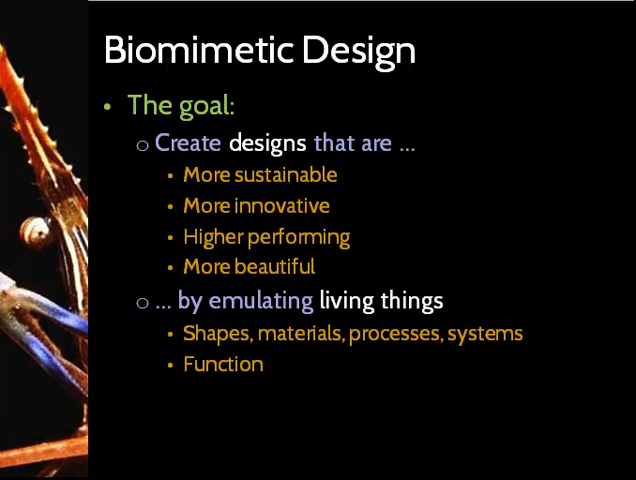 Biomimetic Design
• The goal:
o Create designs that are ...
• More sustainable
• More innovative
• Higher performing
• More beautiful
o ... by emulating living things
• Shapes, materials, processes, systems
• Function